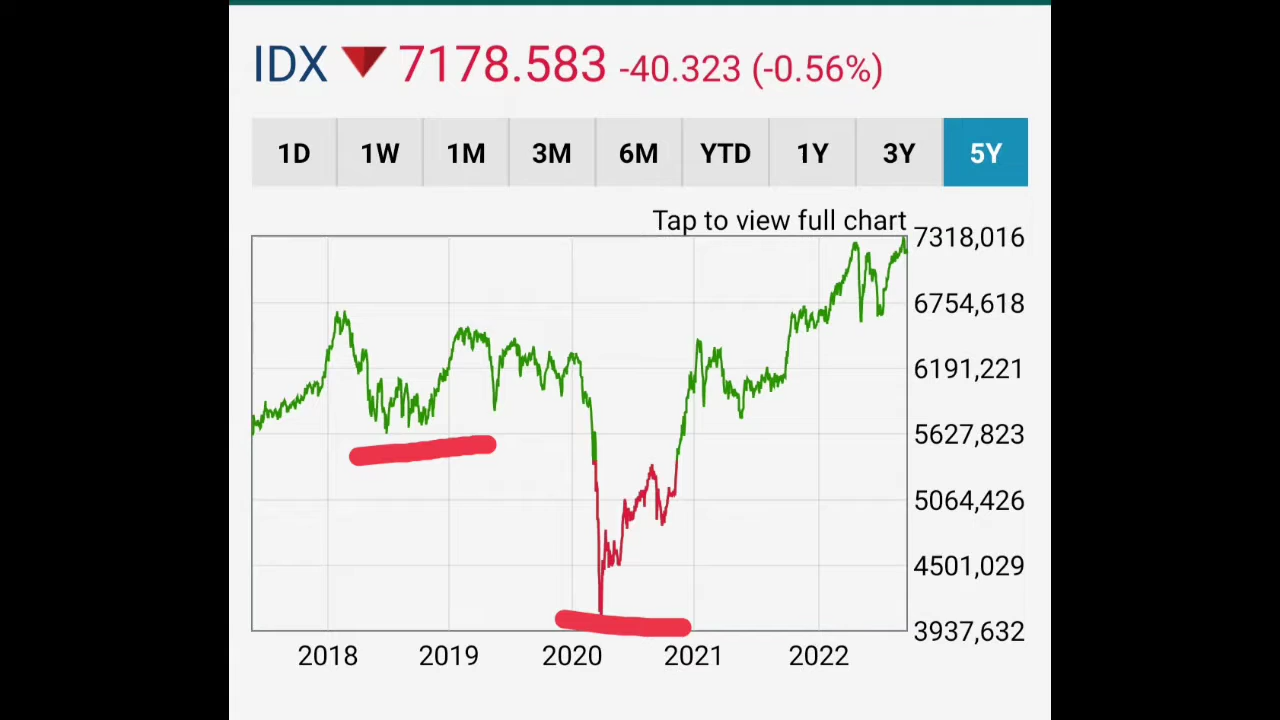 IDX 7178.583 -40.323 (-0.56%)
1D 1W 1M 3M 6M YTD 1Y 3Y 5Y
Tap to view full chart
7318,016
6754,618
6191,221
5627,823
5064,426
4501,029
3937,632
2018 2019 2020 2021 2022